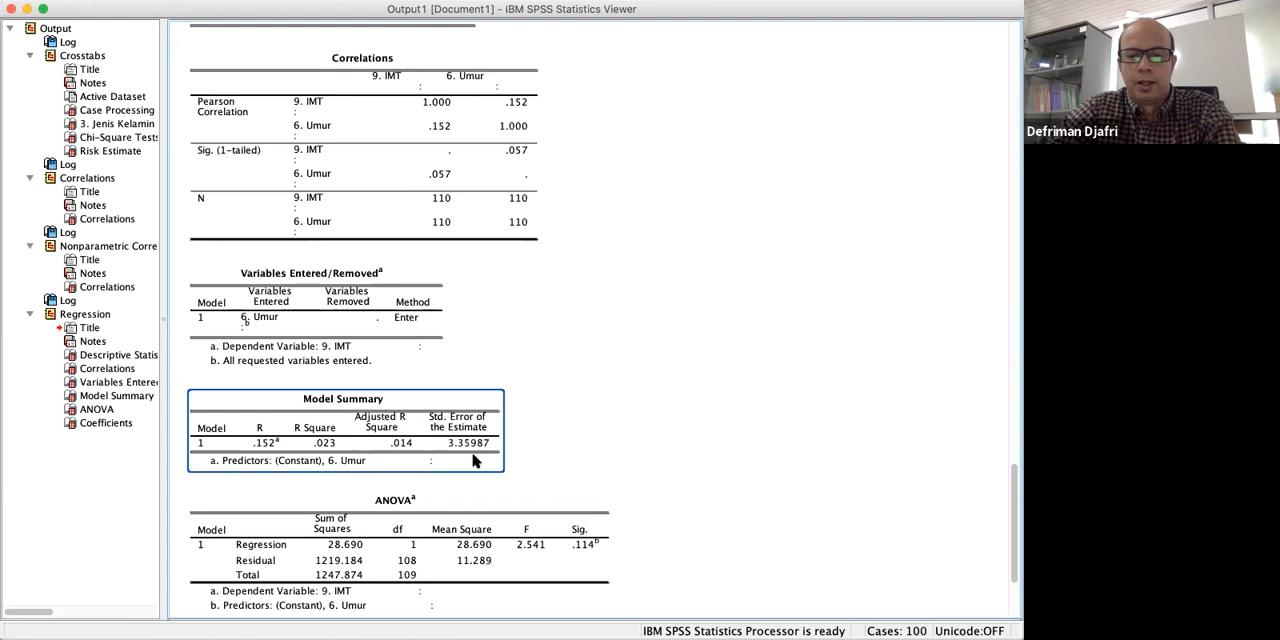 Output1 [Document1] - IBM SPSS Statistics Viewer
Output
Log
Crosstabs
Title
Notes
Active Dataset
Case Processing
3. Jenis Kelamin
Chi-Square Tests
Risk Estimate
Log
Correlations
Title
Notes
Correlations
Log
Nonparametric Corre
Title
Notes
Correlations
Log
Regression
Title
Notes
Descriptive Statis
Correlations
Variables Entered
Model Summary
ANOVA
Coefficients
Correlations
9. IMT : 6. Umur :
Pearson Correlation 9. IMT : 1.000 .152
6. Umur : .152 1.000
Sig. (1-tailed) 9. IMT : . .057
6. Umur : .057 .
N 9. IMT : 110 110
6. Umur : 110 110
Variables Entered/Removedᵃ
Model Variables Entered Variables Removed Method
1 6. Umur :ᵇ . Enter
a. Dependent Variable: 9. IMT :
b. All requested variables entered.
Model Summary
Model R R Square Adjusted R Square Std. Error of the Estimate
1 .152ᵃ .023 .014 3.35987
a. Predictors: (Constant), 6. Umur :
ANOVAᵃ
Model Sum of Squares df Mean Square F Sig.
1 Regression 28.690 1 28.690 2.541 .114ᵇ
Residual 1219.184 108 11.289
Total 1247.874 109
a. Dependent Variable: 9. IMT :
b. Predictors: (Constant), 6. Umur :
IBM SPSS Statistics Processor is ready Cases: 100 Unicode:OFF
Defriman Djafri